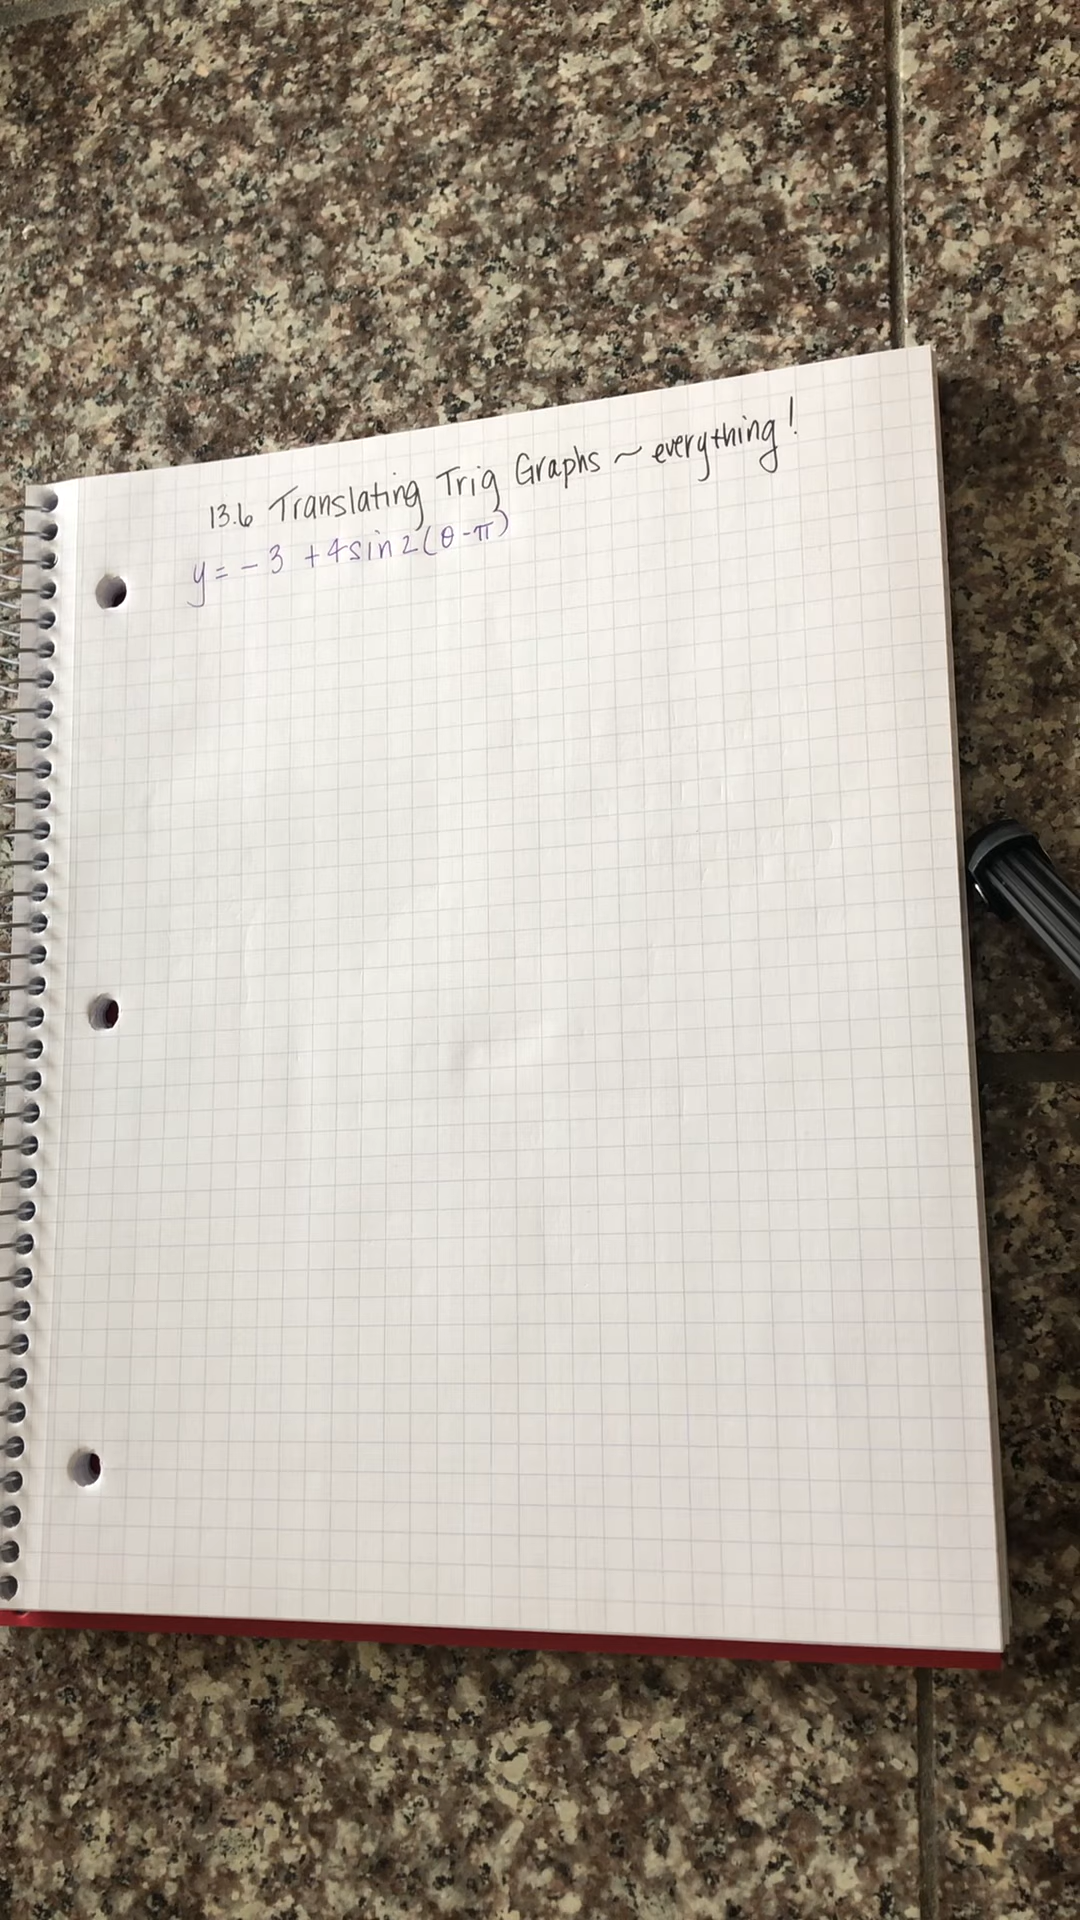 13.6 Translating Trig Graphs ~ everything!
y = -3 + 4sin2(θ-π)